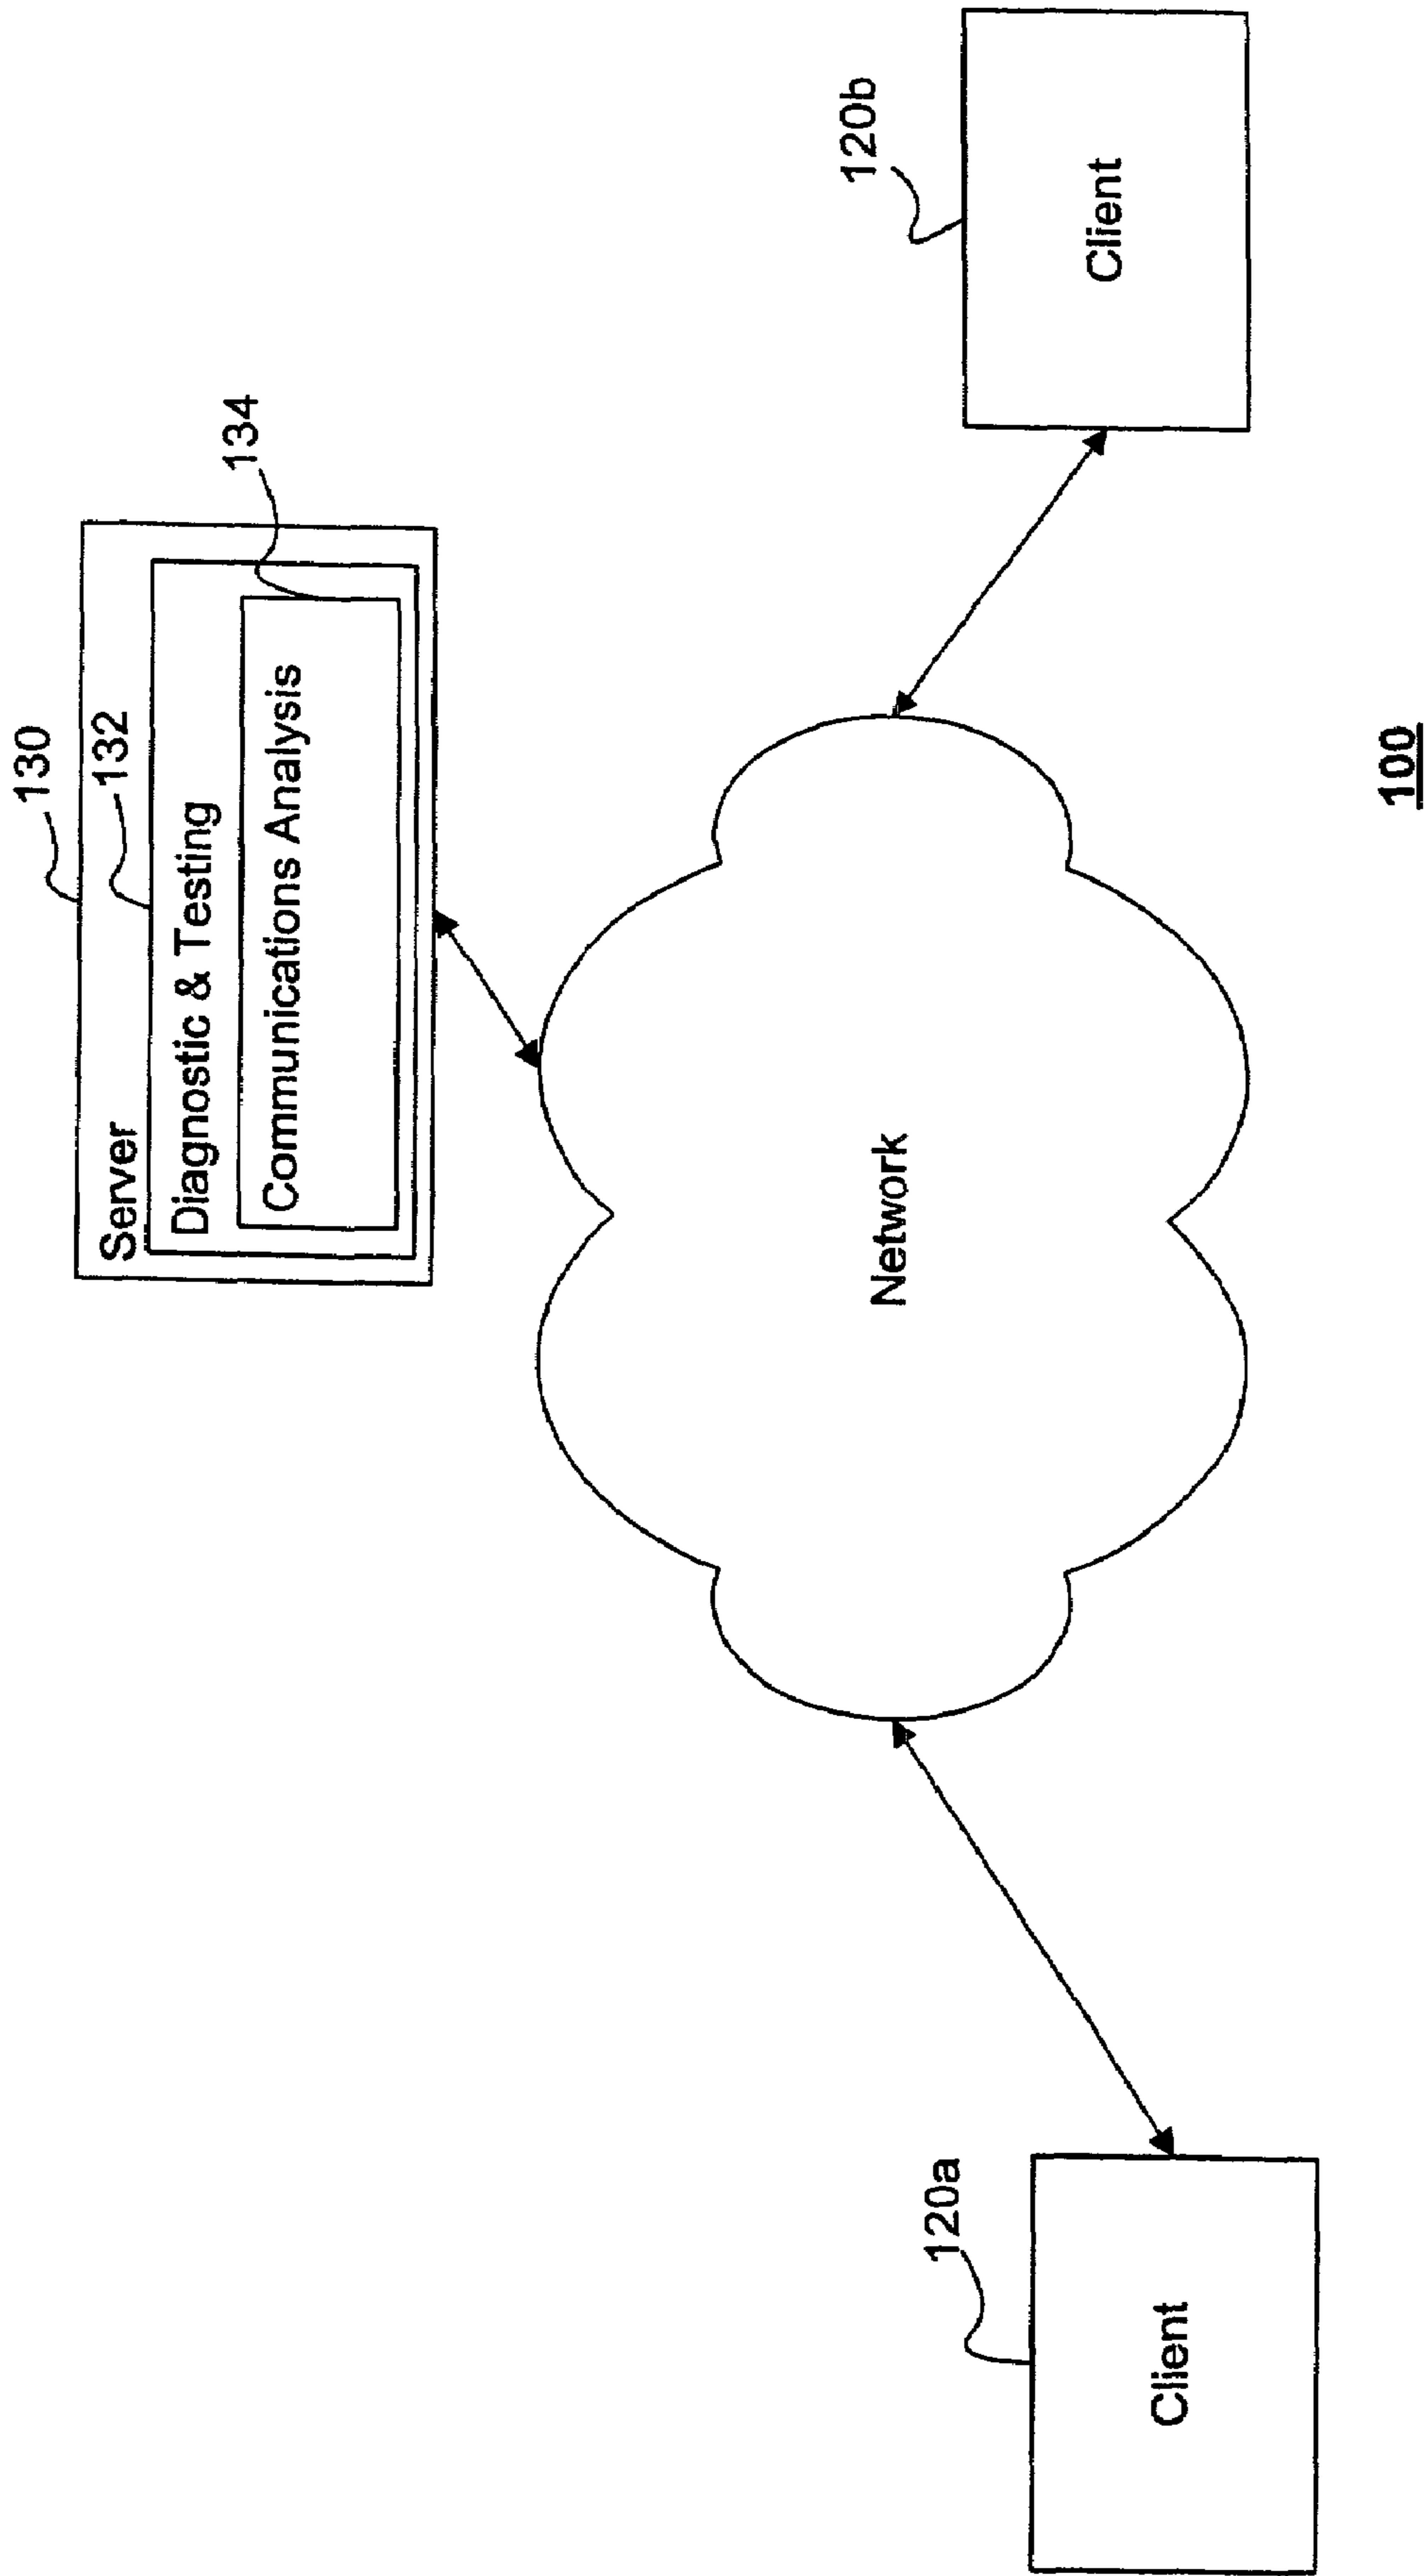 130
Server
132
Diagnostic & Testing
134
Communications Analysis
Network
120a
Client
120b
Client
100